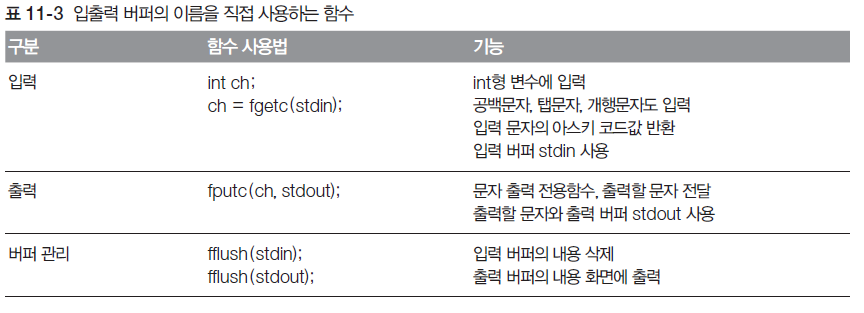 표 11-3 입출력 버퍼의 이름을 직접 사용하는 함수
구분 함수 사용법 기능
입력 int ch; int형 변수에 입력
ch = fgetc(stdin); 공백문자, 탭문자, 개행문자도 입력
입력 문자의 아스키 코드값 반환
입력 버퍼 stdin 사용
출력 fputc(ch, stdout); 문자 출력 전용함수, 출력할 문자 전달
출력할 문자와 출력 버퍼 stdout 사용
버퍼 관리 fflush(stdin); 입력 버퍼의 내용 삭제
fflush(stdout); 출력 버퍼의 내용 화면에 출력